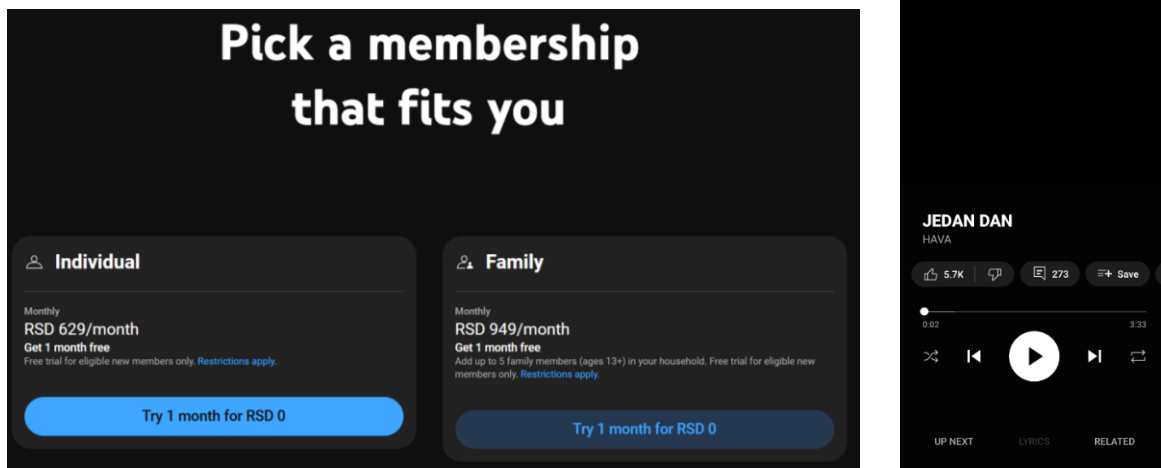 Pick a membership
that fits you
Individual
Monthly
RSD 629/month
Get 1 month free
Free trial for eligible new members only. Restrictions apply.
Try 1 month for RSD 0
Family
Monthly
RSD 949/month
Get 1 month free
Add up to 5 family members (ages 13+) in your household. Free trial for eligible new
members only. Restrictions apply.
Try 1 month for RSD 0
JEDAN DAN
HAVA
5.7K 273 Save
0:02 3:33
UP NEXT LYRICS RELATED